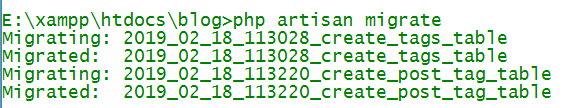 E:\xampp\htdocs\blog>php artisan migrate
Migrating: 2019_02_18_113028_create_tags_table
Migrated:  2019_02_18_113028_create_tags_table
Migrating: 2019_02_18_113220_create_post_tag_table
Migrated:  2019_02_18_113220_create_post_tag_table